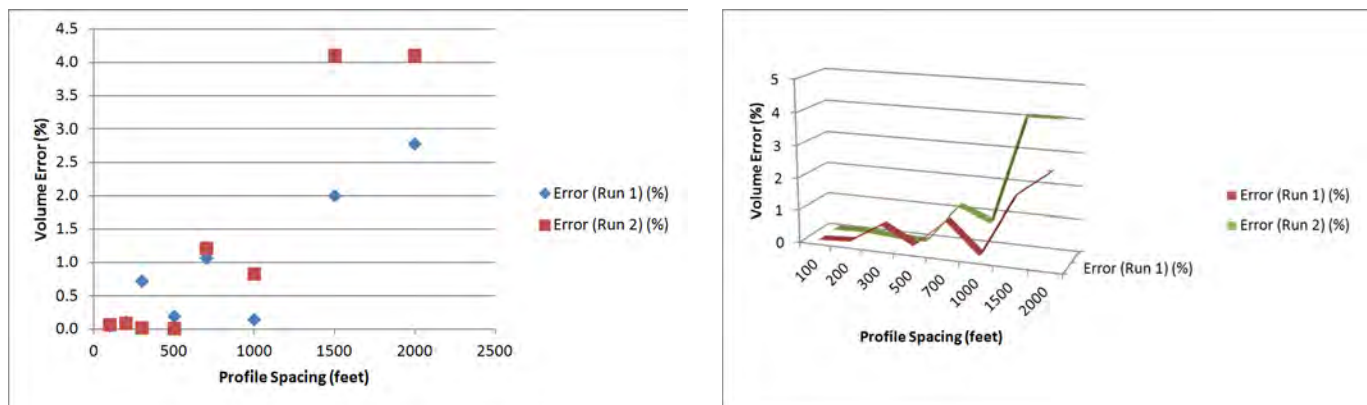 4.5
4.0
3.5
3.0
2.5
2.0
1.5
1.0
0.5
0.0
Volume Error (%)
0 500 1000 1500 2000 2500
Profile Spacing (feet)
Error (Run 1) (%)
Error (Run 2) (%)
5
4
3
2
1
0
Volume Error (%)
100 200 300 500 700 1000 1500 2000
Profile Spacing (feet)
Error (Run 1) (%)
Error (Run 1) (%)
Error (Run 2) (%)